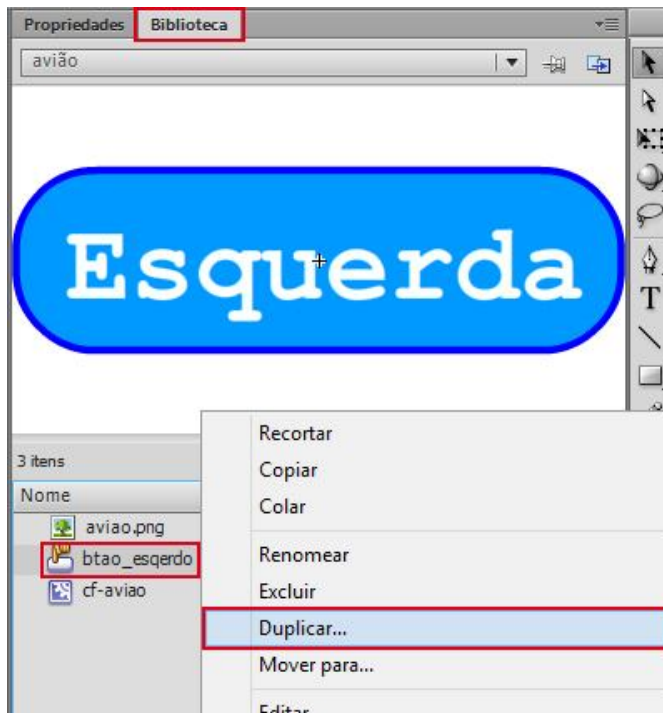 Propriedades Biblioteca
avião
Esquerda
3 itens
Nome
aviao.png
btao_esqerdo
cf-aviao
Recortar
Copiar
Colar
Renomear
Excluir
Duplicar...
Mover para...
Editar
T